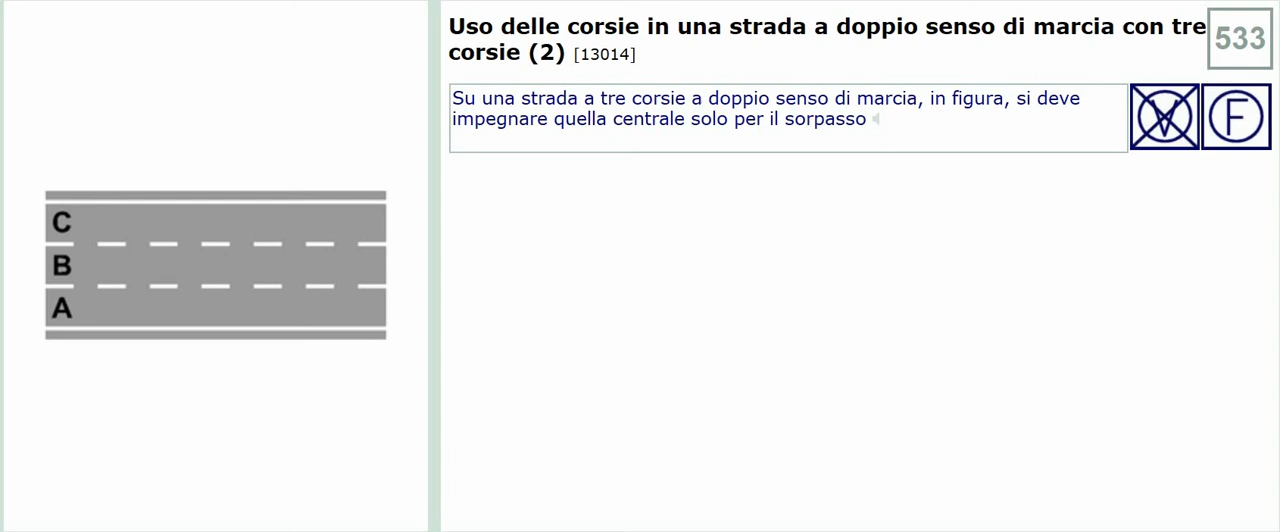 Uso delle corsie in una strada a doppio senso di marcia con tre
corsie (2) [13014]
533
Su una strada a tre corsie a doppio senso di marcia, in figura, si deve
impegnare quella centrale solo per il sorpasso
V
F
C
B
A